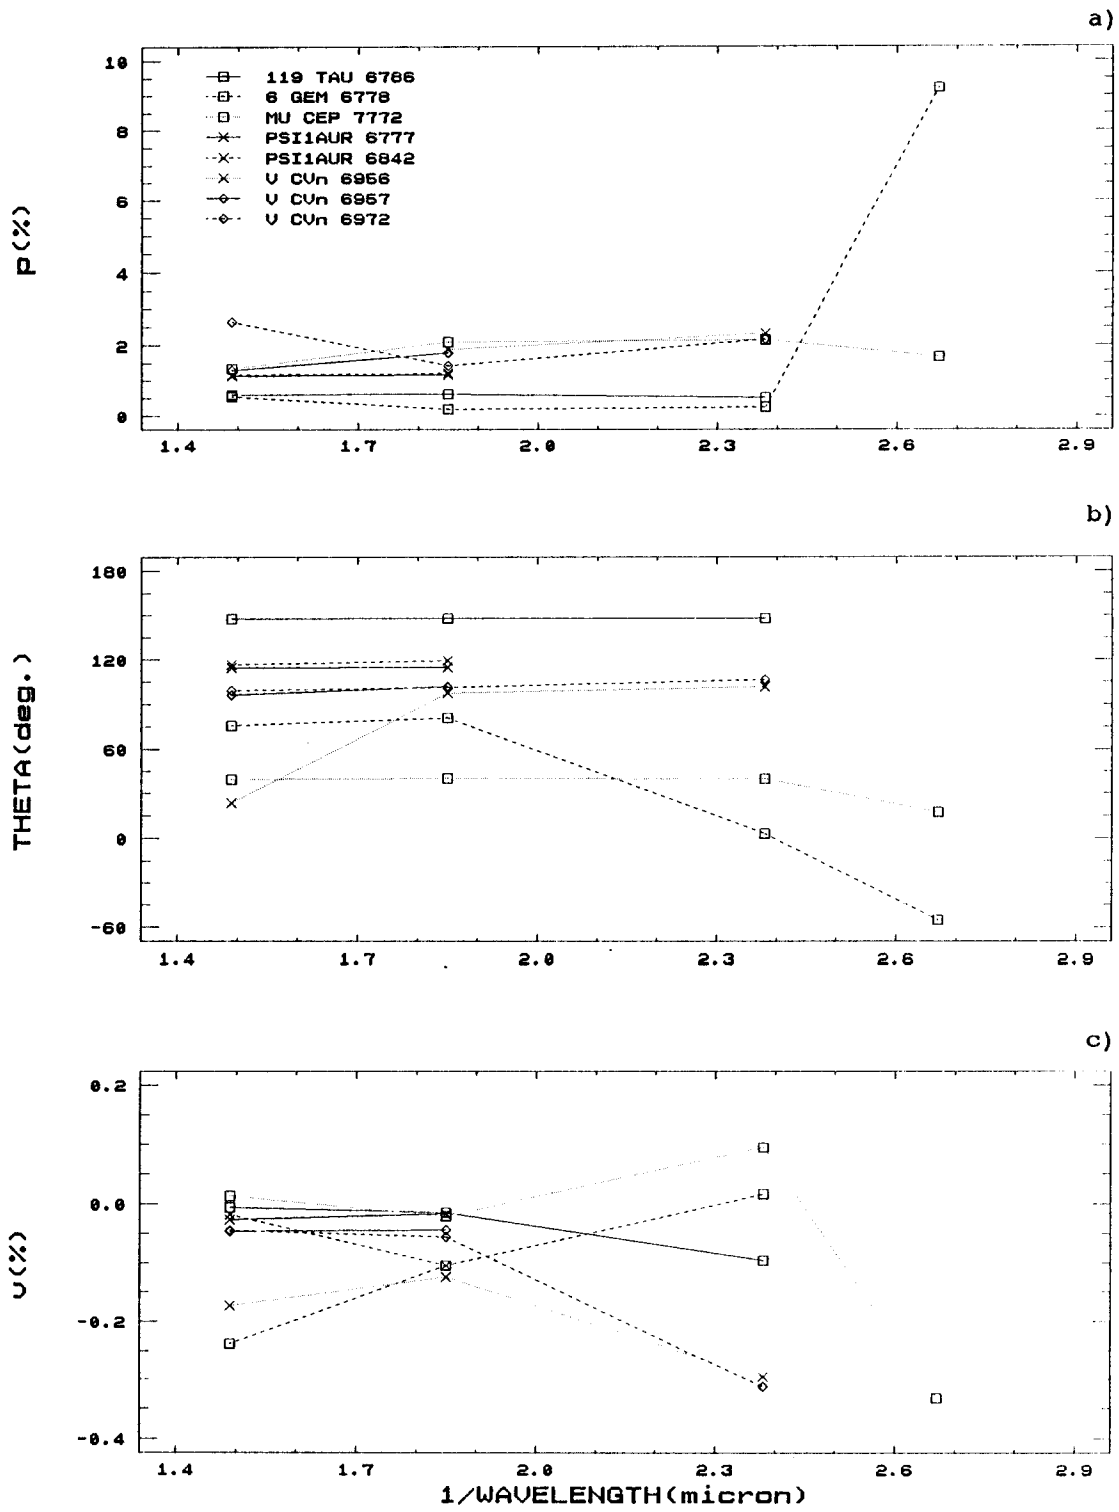 a)
10
8
6
4
2
0
P(%)
119 TAU 6786
6 GEM 6778
MU CEP 7772
PSI1AUR 6777
PSI1AUR 6842
V CVn 6956
V CVn 6957
V CVn 6972
1.4 1.7 2.0 2.3 2.6 2.9
b)
180
120
60
0
-60
THETA(deg.)
1.4 1.7 2.0 2.3 2.6 2.9
c)
0.2
0.0
-0.2
-0.4
V(%)
1.4 1.7 2.0 2.3 2.6 2.9
1/WAVELENGTH(micron)